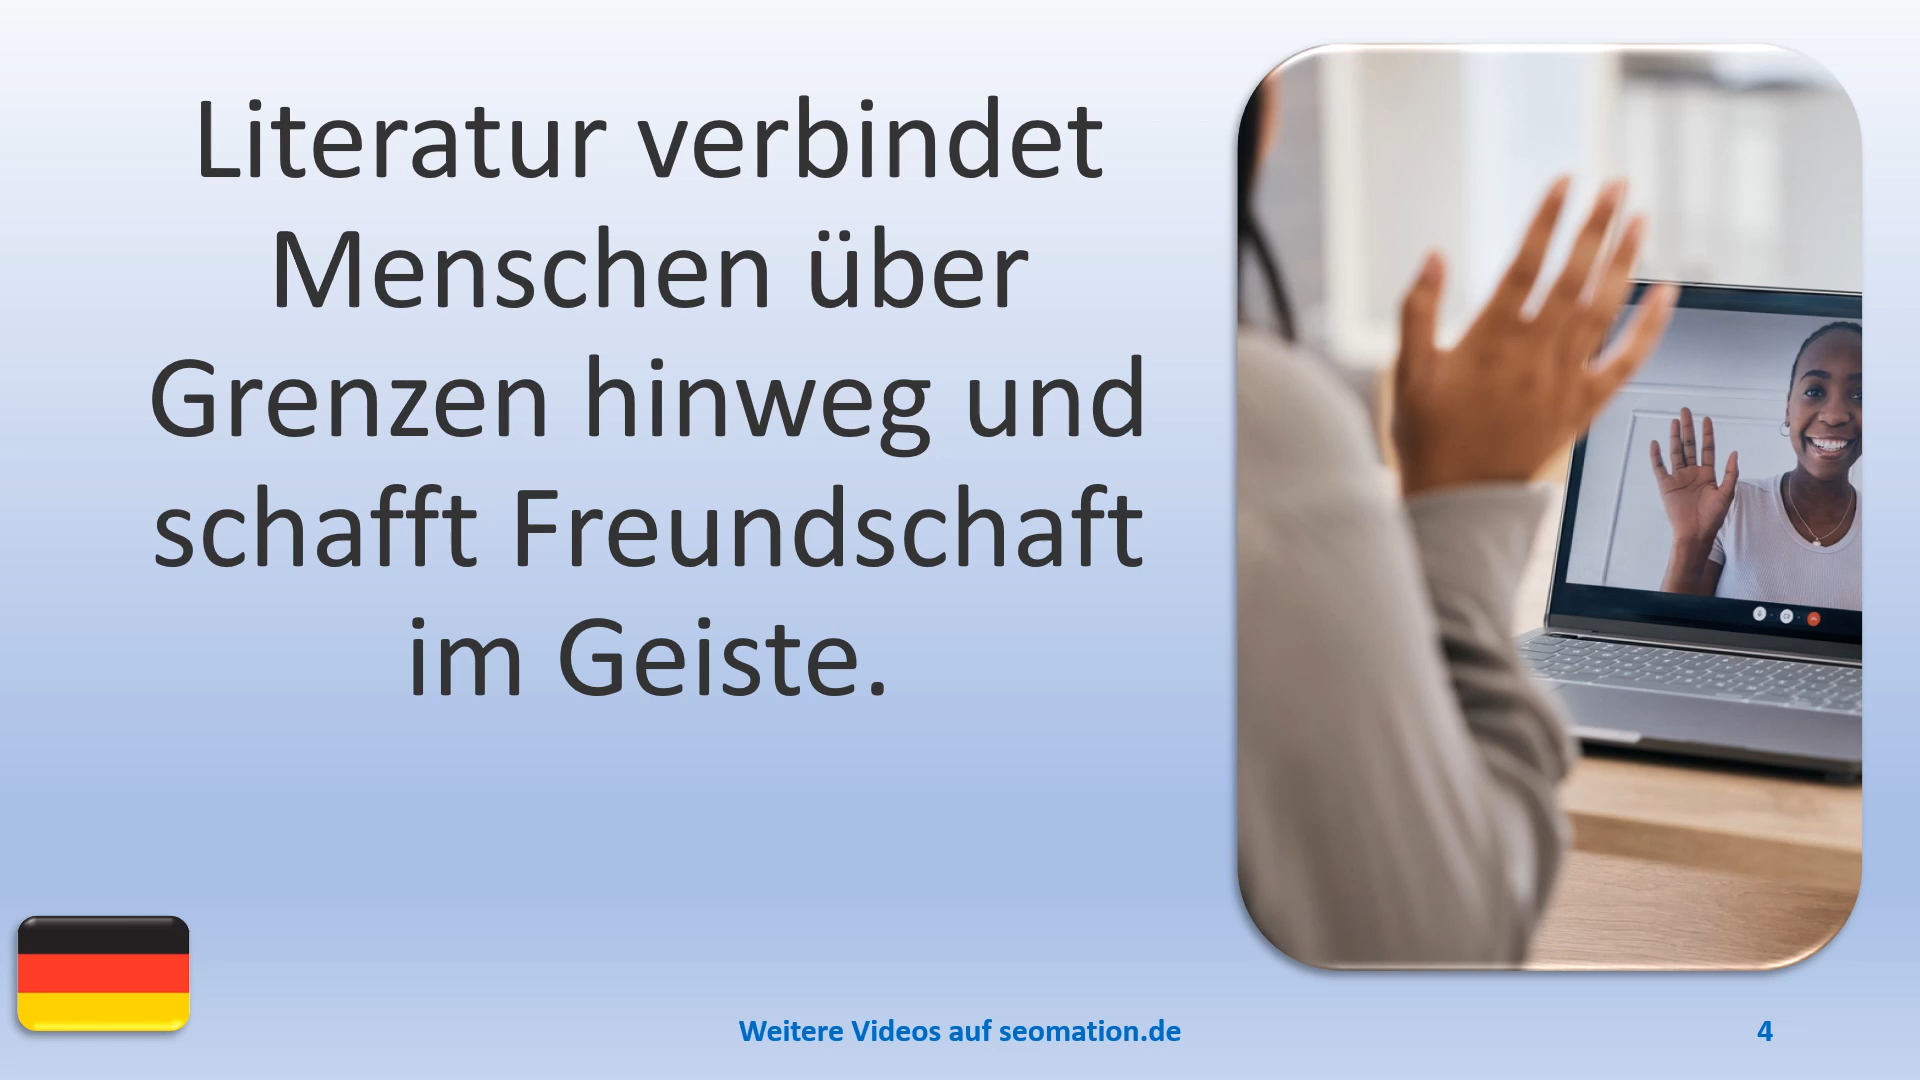 Literatur verbindet
Menschen über
Grenzen hinweg und
schafft Freundschaft
im Geiste.
Weitere Videos auf seomation.de
4